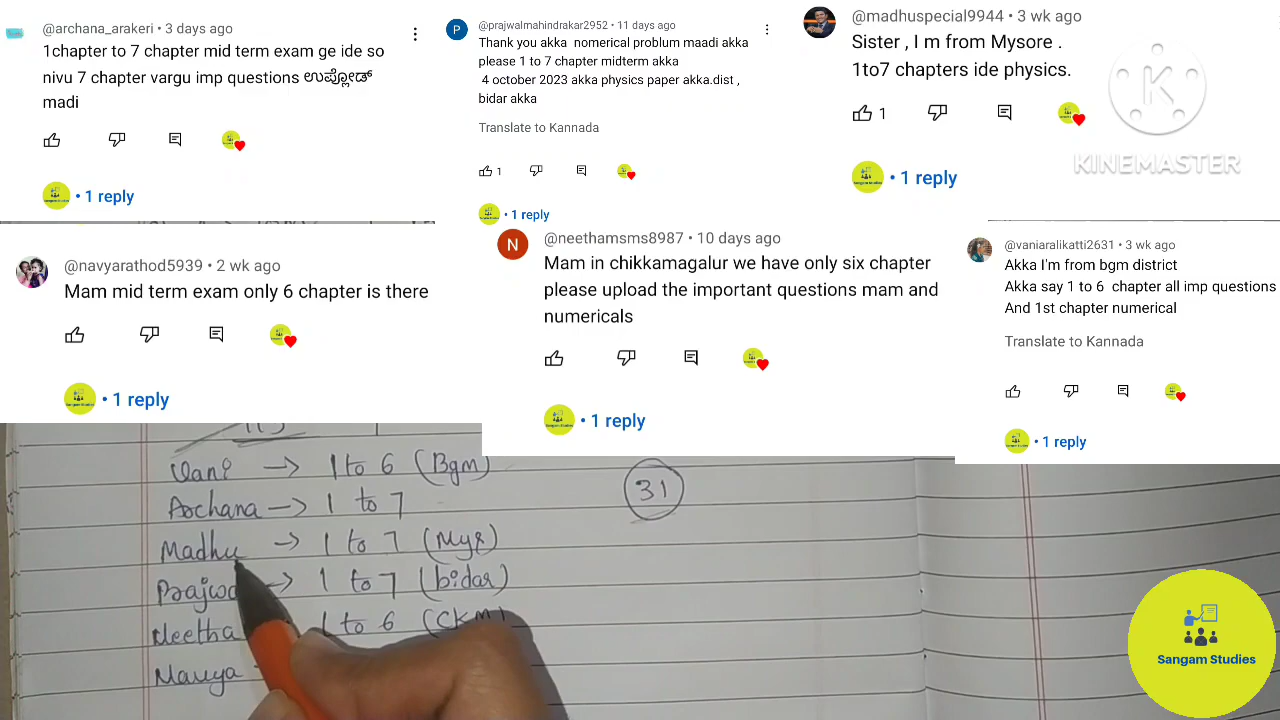 @archana_
akeri • 3 days ago
1chapter to 7 chapter mid term exam ge ide so
nivu 7 chapter vargu imp questions ಉಪ್ಲೋಡ್
madi
• 1 reply
P
@prajwalmahindrakar2952 • 11 days ago
Thank you akka nomerical problum maadi akka
please 1 to 7 chapter midterm akka
4 october 2023 akka physics paper akka.dist ,
bidar akka
Translate to Kannada
1
• 1 reply
@madhuspecial9944 • 3 wk ago
Sister , I m from Mysore .
1to7 chapters ide physics.
1
• 1 reply
K
KINEMASTER
@navyarathod5939 • 2 wk ago
Mam mid term exam only 6 chapter is there
• 1 reply
N
@neethamsms8987 • 10 days ago
Mam in chikkamagalur we have only six chapter
please upload the important questions mam and
numericals
• 1 reply
@vaniaralikatti2631 • 3 wk ago
Akka I'm from bgm district
Akka say 1 to 6 chapter all imp questions
And 1st chapter numerical
Translate to Kannada
• 1 reply
Vani → 1 to 6 (Bgm)
Archana → 1 to 7
Madhu → 1 to 7 (Mys)
Prajwa → 1 to 7 (bidar)
Neetha 1 to 6 (CKM)
31
Sangam Studies